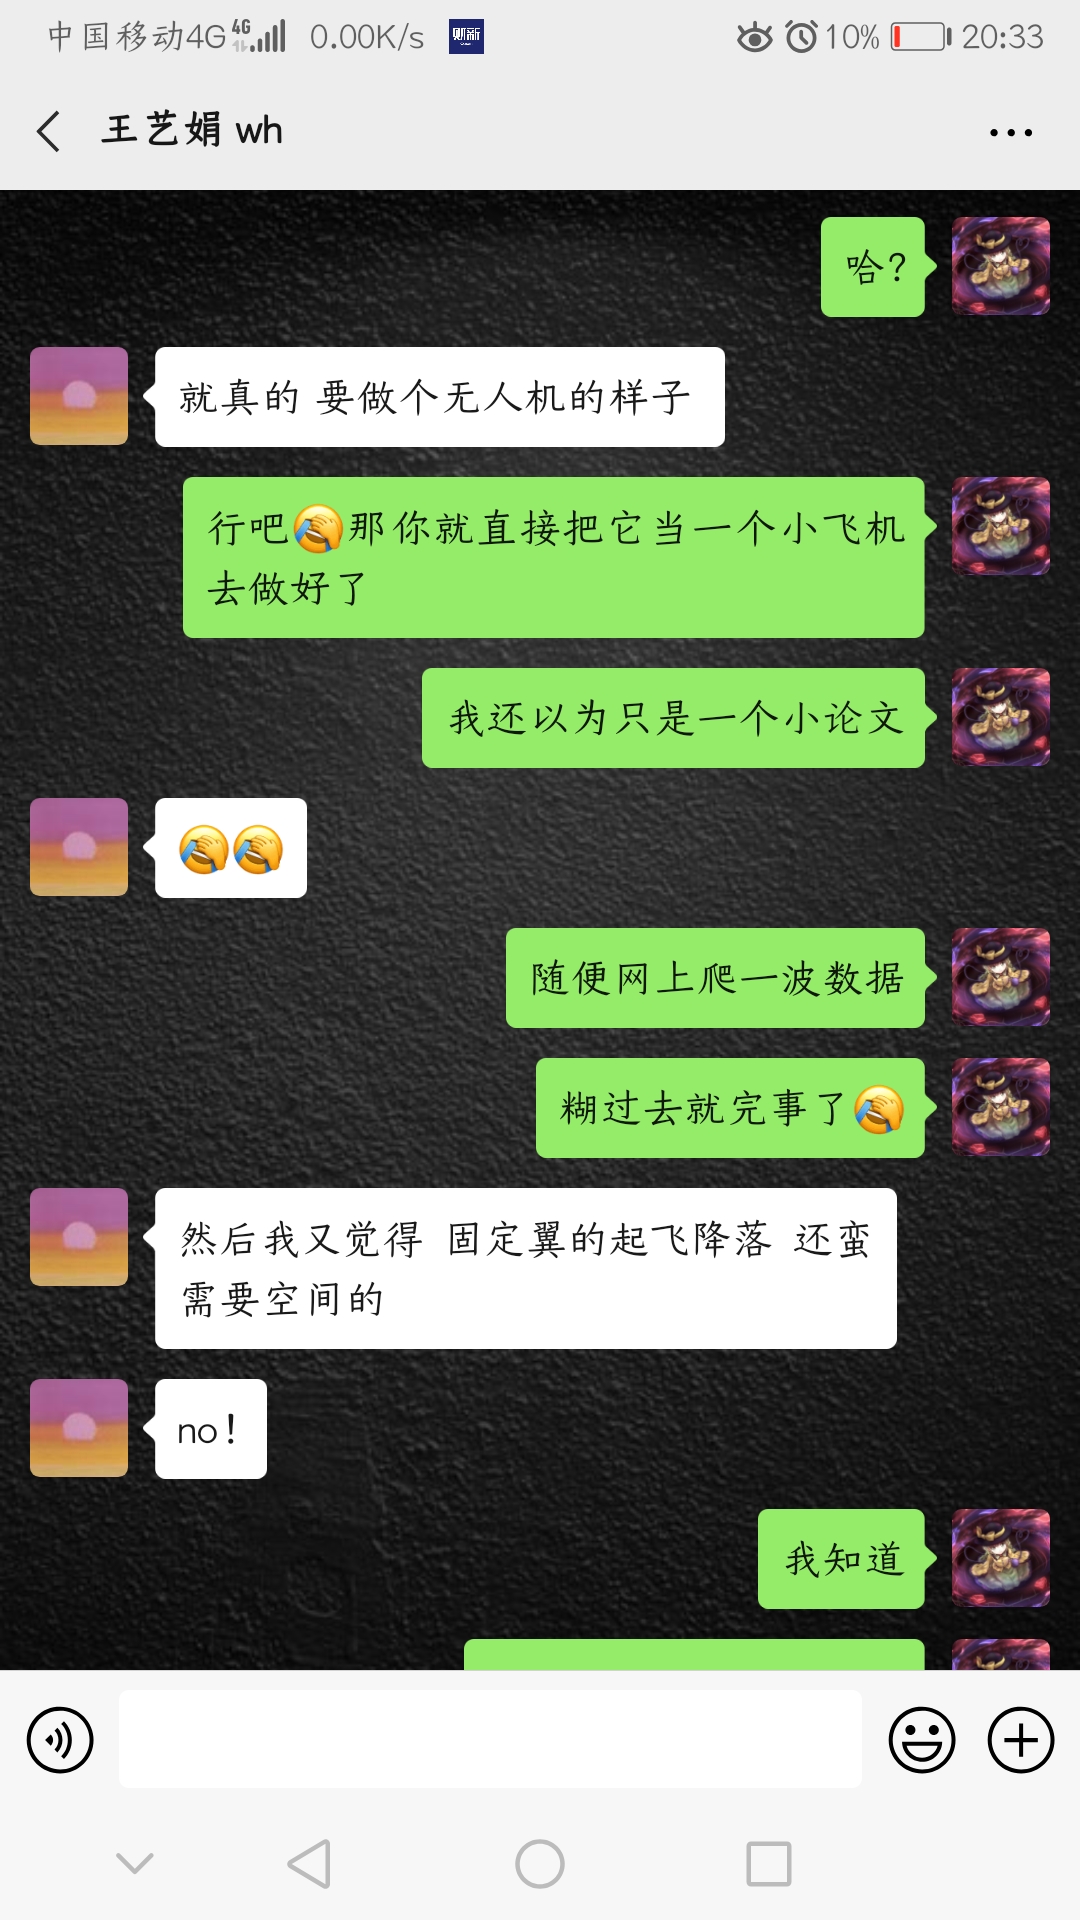 中国移动4G 4G 0.00K/s 财新 10% 20:33
王艺娟 wh
哈?
就真的 要做个无人机的样子
行吧🤣那你就直接把它当一个小飞机
去做好了
我还以为只是一个小论文
随便网上爬一波数据
糊过去就完事了
然后我又觉得 固定翼的起飞降落 还蛮
需要空间的
no!
我知道